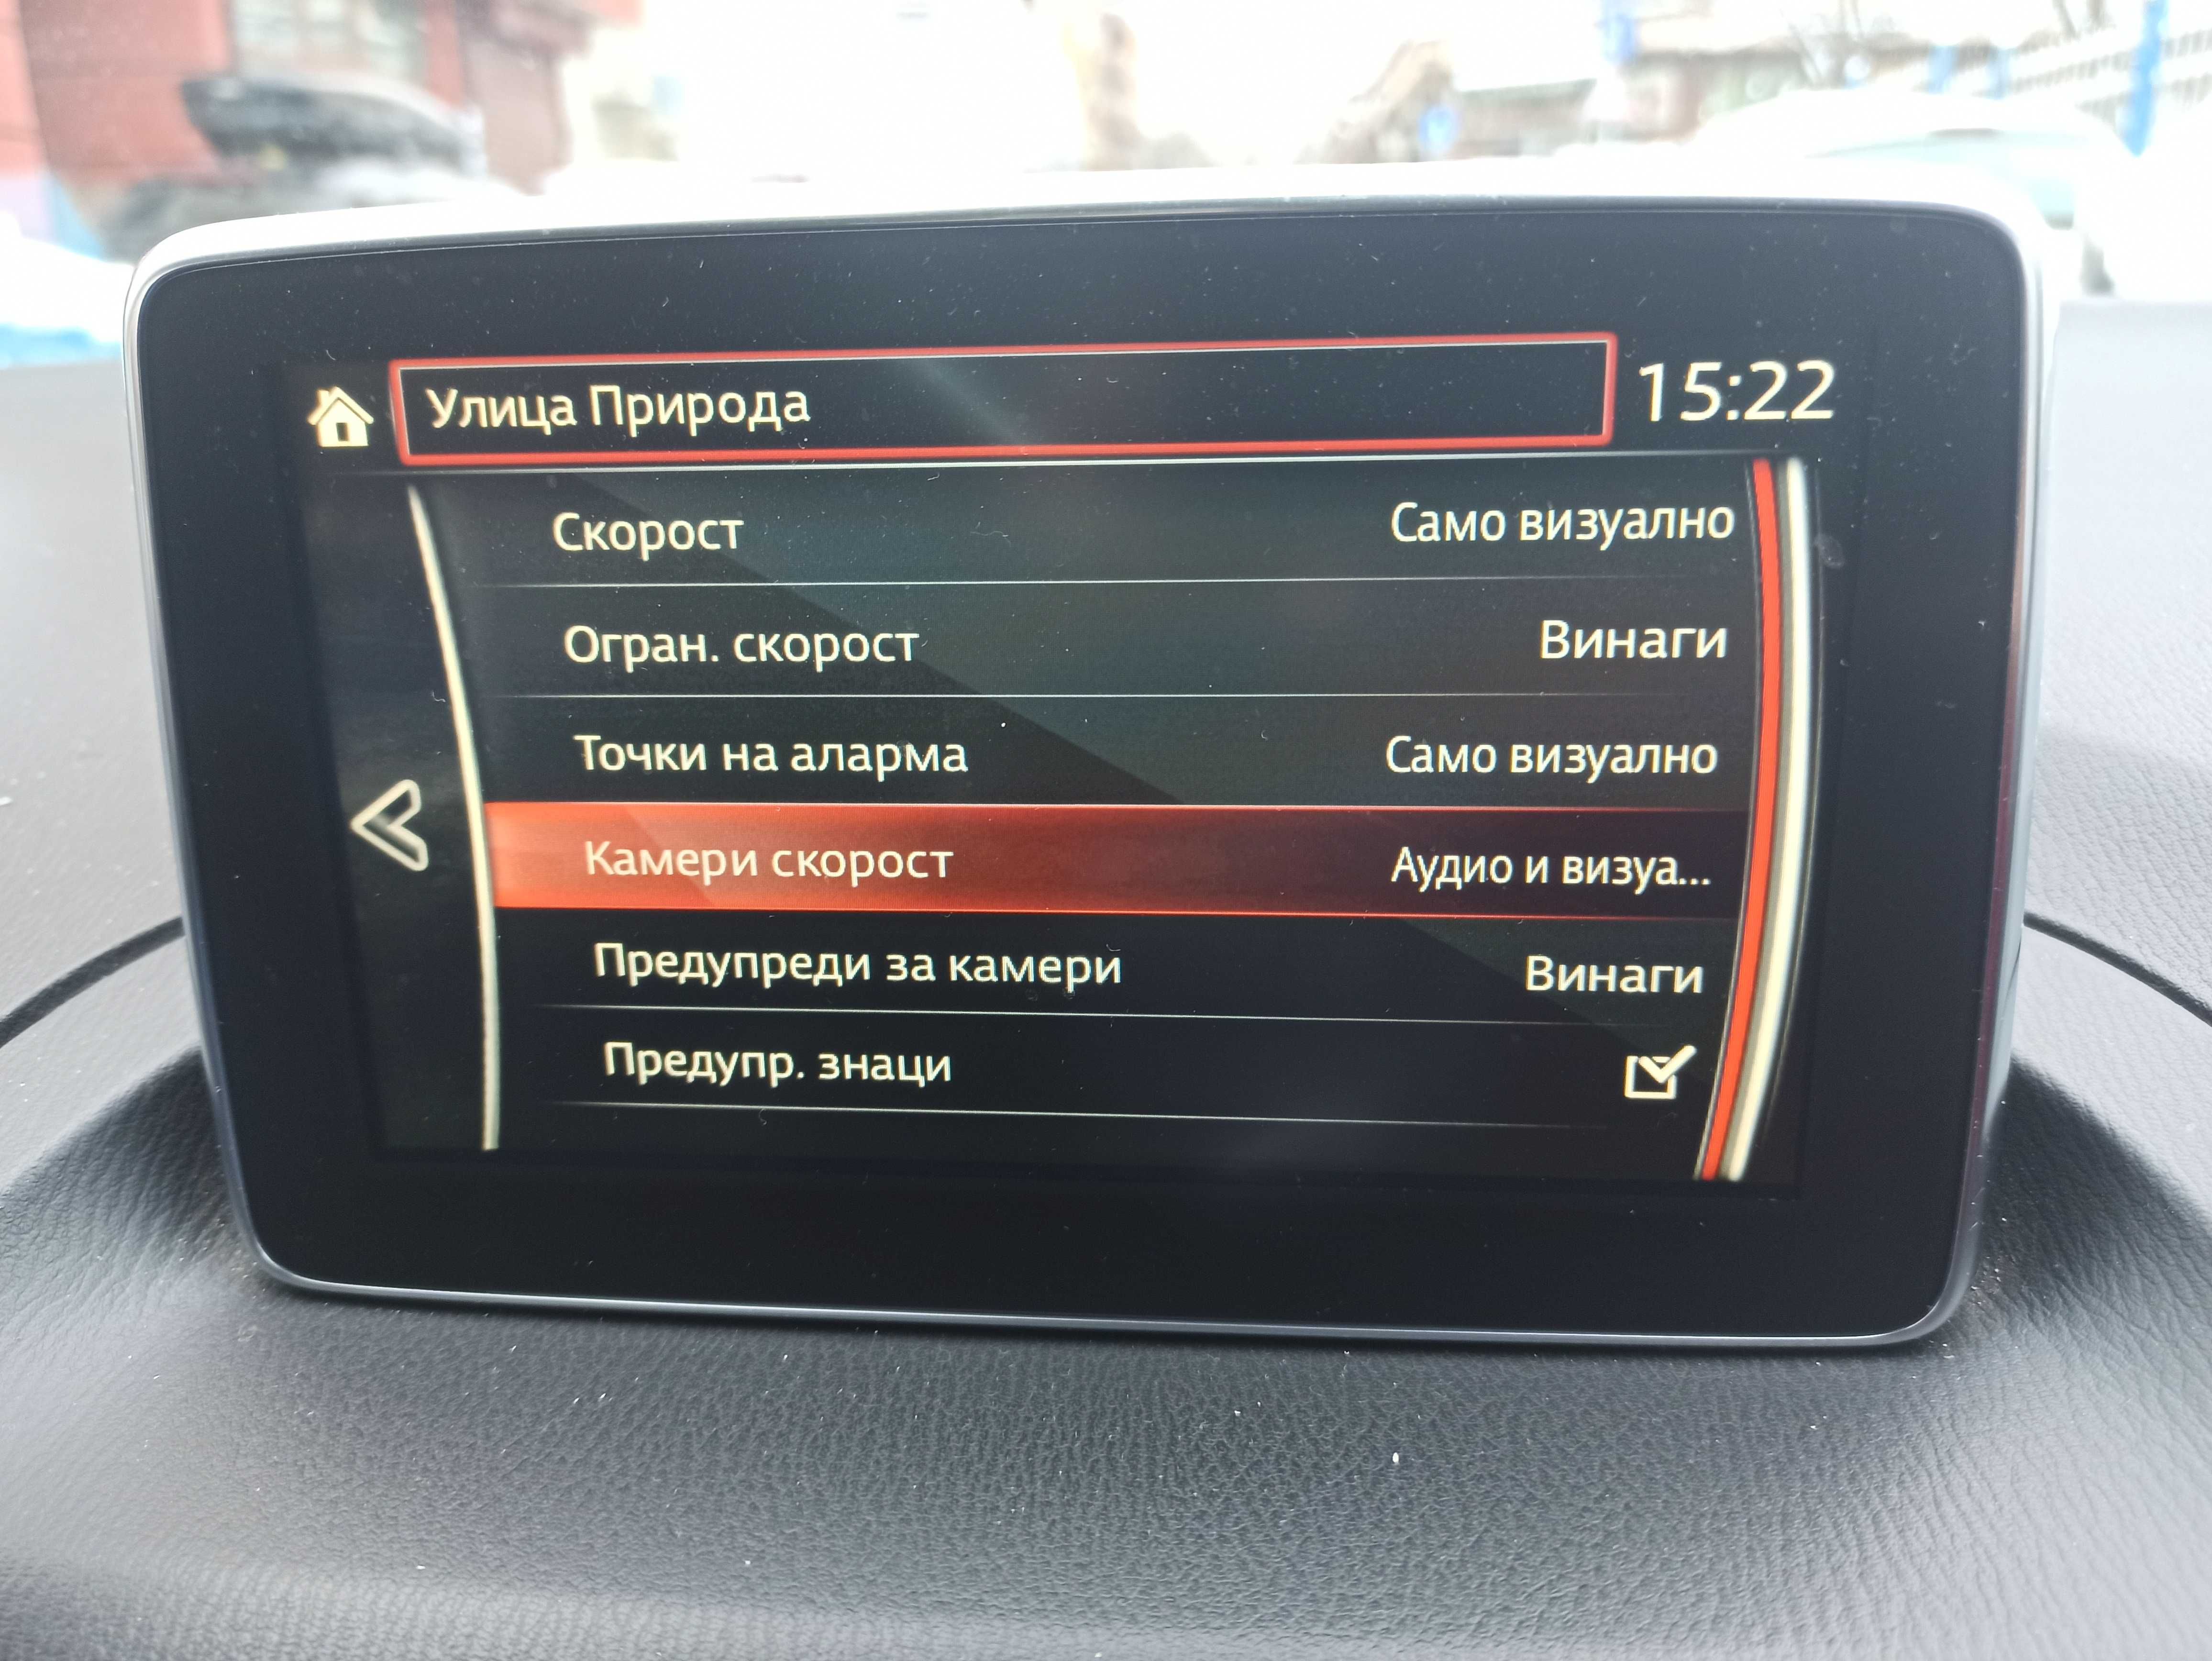 Улица Природа
15:22
Скорост Само визуално
Огран. скорост Винаги
Точки на аларма Само визуално
Камери скорост Аудио и визуа...
Предупреди за камери Винаги
Предупр. знаци